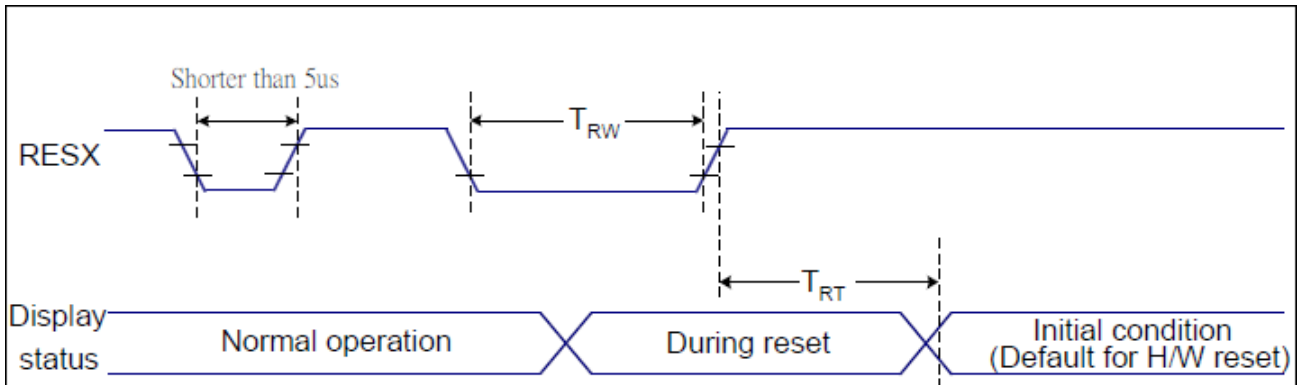 Shorter than 5us
RESX
TRW
TRT
Display
status
Normal operation
During reset
Initial condition
(Default for H/W reset)